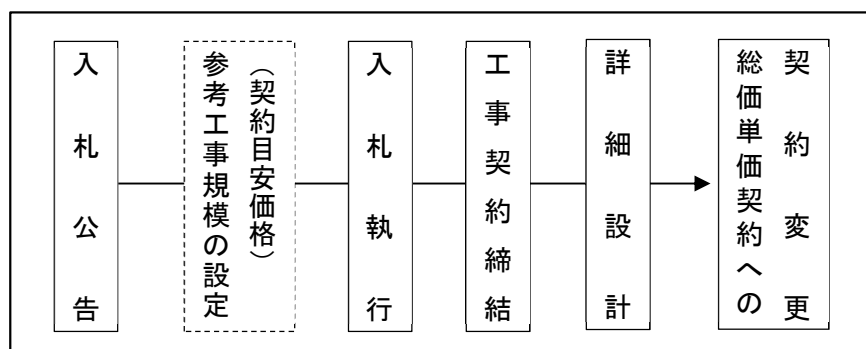 入札公告
（契約目安価格）
参考工事規模の設定
入札執行
工事契約締結
詳細設計
契約変更
総価単価契約への